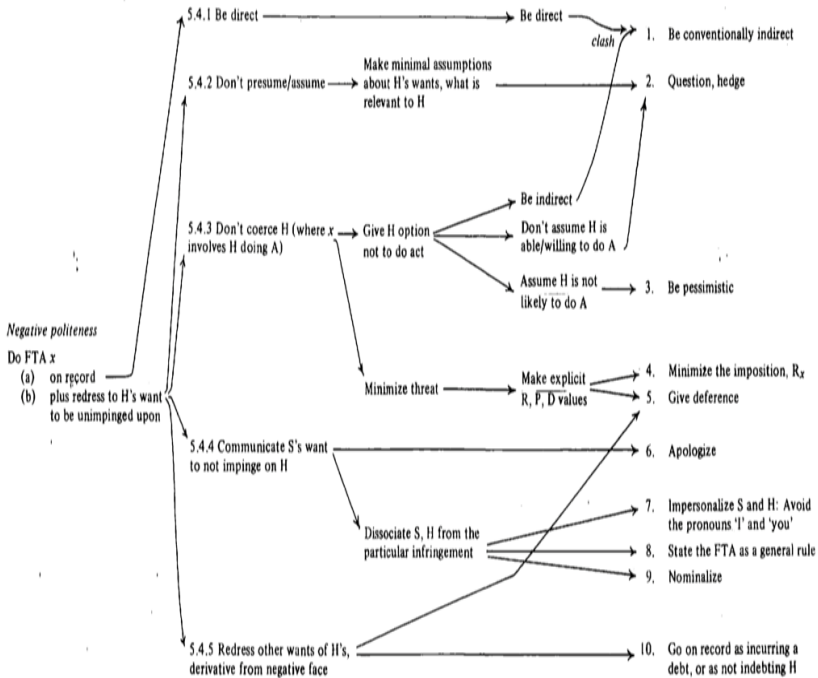 5.4.1 Be direct
Be direct
clash
1. Be conventionally indirect
5.4.2 Don't presume/assume
Make minimal assumptions
about H's wants, what is
relevant to H
2. Question, hedge
5.4.3 Don't coerce H (where x
involves H doing A)
Give H option
not to do act
Be indirect
Don't assume H is
able/willing to do A
Assume H is not
likely to do A
3. Be pessimistic
Negative politeness
Do FTA x
(a) on record
(b) plus redress to H's want
to be unimpinged upon
Minimize threat
Make explicit
R, P, D values
4. Minimize the imposition, Rx
5. Give deference
5.4.4 Communicate S's want
to not impinge on H
6. Apologize
Dissociate S, H from the
particular infringement
7. Impersonalize S and H: Avoid
the pronouns 'I' and 'you'
8. State the FTA as a general rule
9. Nominalize
5.4.5 Redress other wants of H's,
derivative from negative face
10. Go on record as incurring a
debt, or as not indebting H